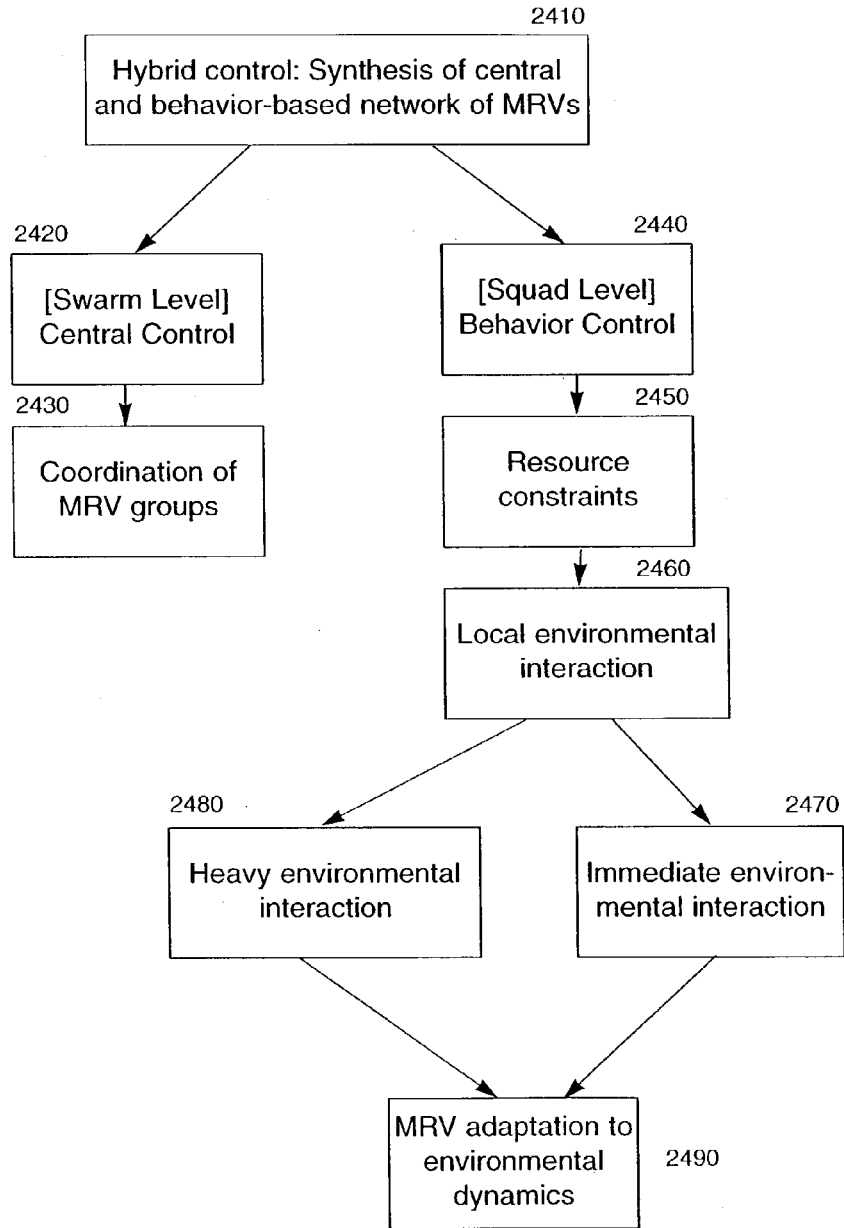 2410
Hybrid control: Synthesis of central
and behavior-based network of MRVs
2420
[Swarm Level]
Central Control
2440
[Squad Level]
Behavior Control
2430
Coordination of
MRV groups
2450
Resource
constraints
2460
Local environmental
interaction
2480
Heavy environmental
interaction
2470
Immediate environ-
mental interaction
MRV adaptation to
environmental
dynamics
2490